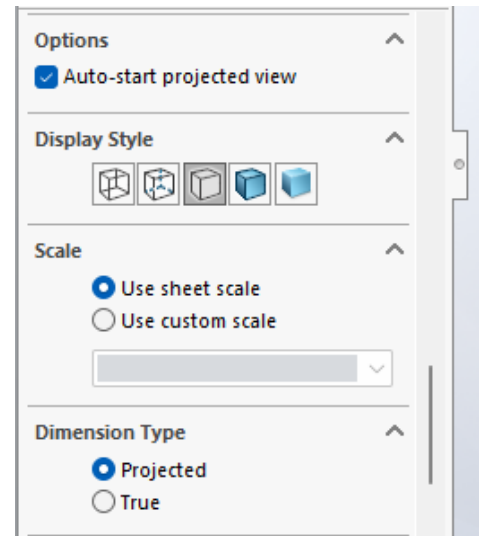 Options
Auto-start projected view
Display Style
Scale
Use sheet scale
Use custom scale
Dimension Type
Projected
True